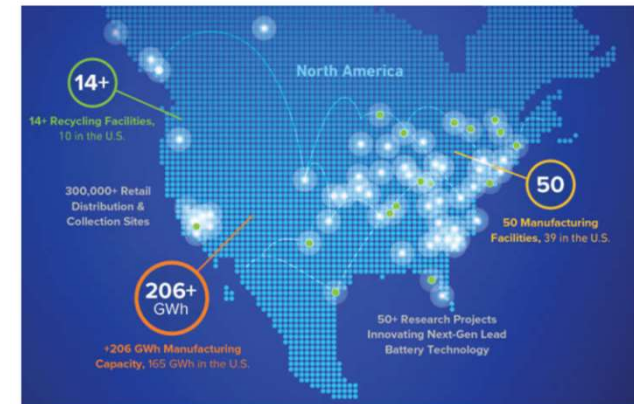 North America
14+
14+ Recycling Facilities,
10 in the U.S.
300,000+ Retail
Distribution &
Collection Sites
50
50 Manufacturing
Facilities, 39 in the U.S.
206+
GWh
+206 GWh Manufacturing
Capacity, 165 GWh in the U.S.
50+ Research Projects
Innovating Next-Gen Lead
Battery Technology